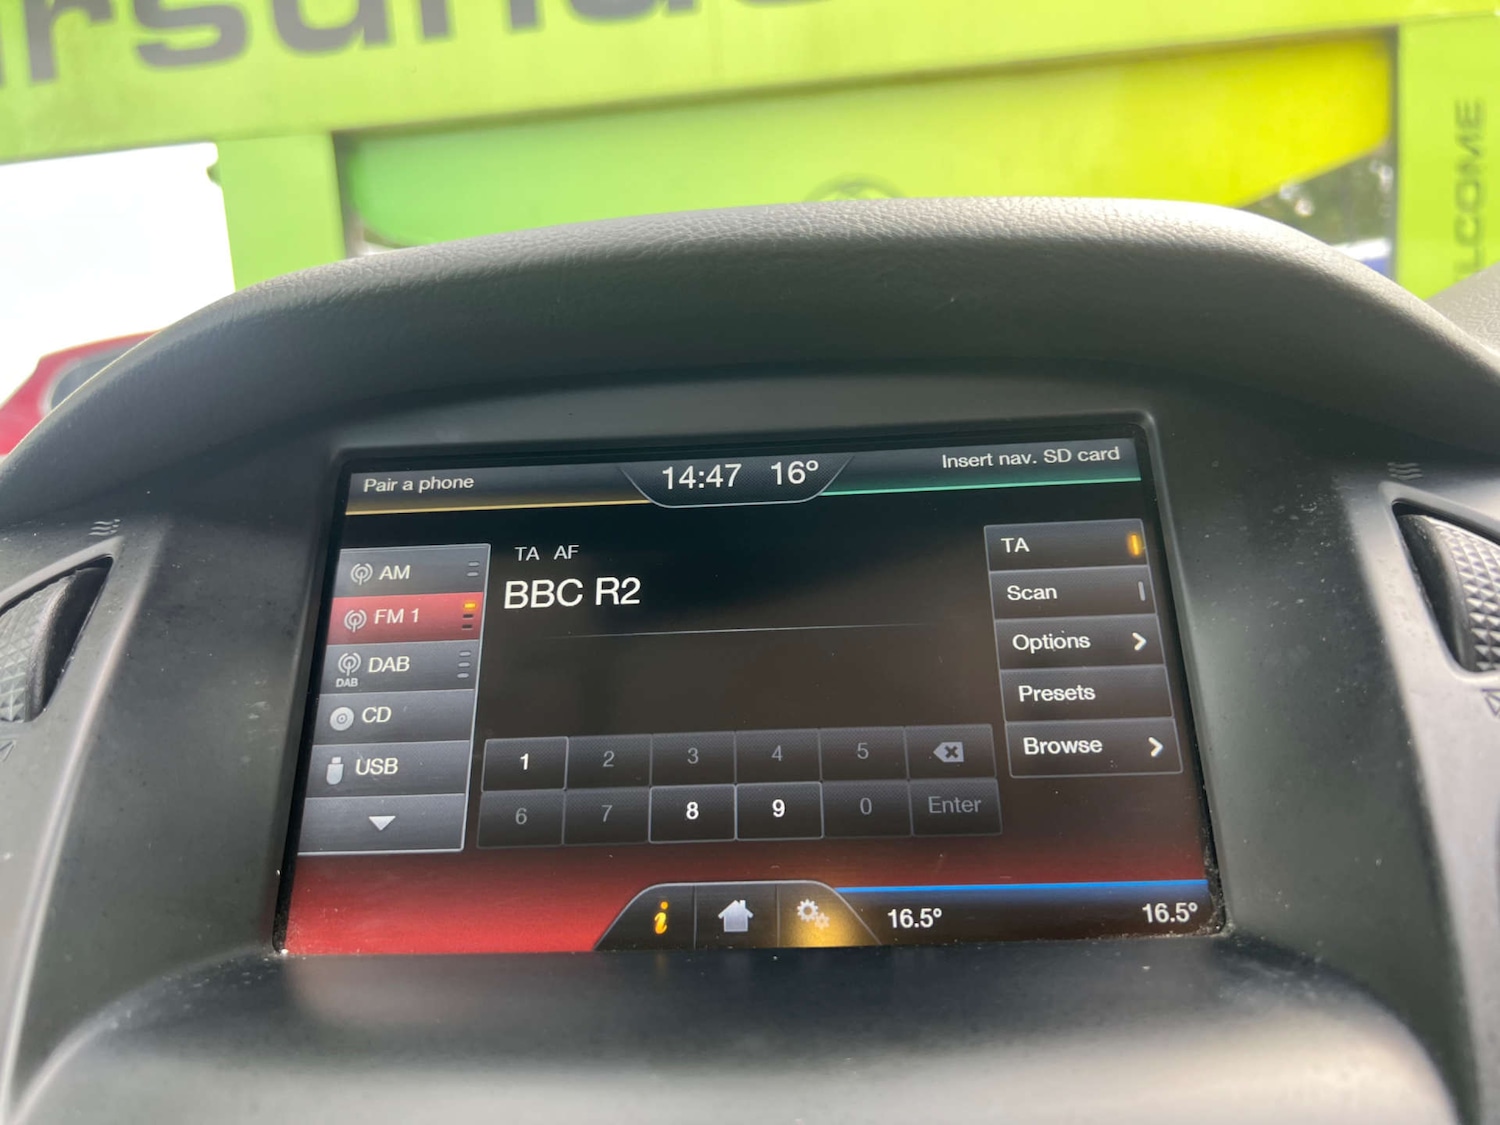 WELCOME
Pair a phone
14:47 16°
Insert nav. SD card
AM
FM 1
DAB
DAB
CD
USB
TA AF
BBC R2
1 2 3 4 5
6 7 8 9 0 Enter
TA
Scan
Options
Presets
Browse
i
16.5°
16.5°